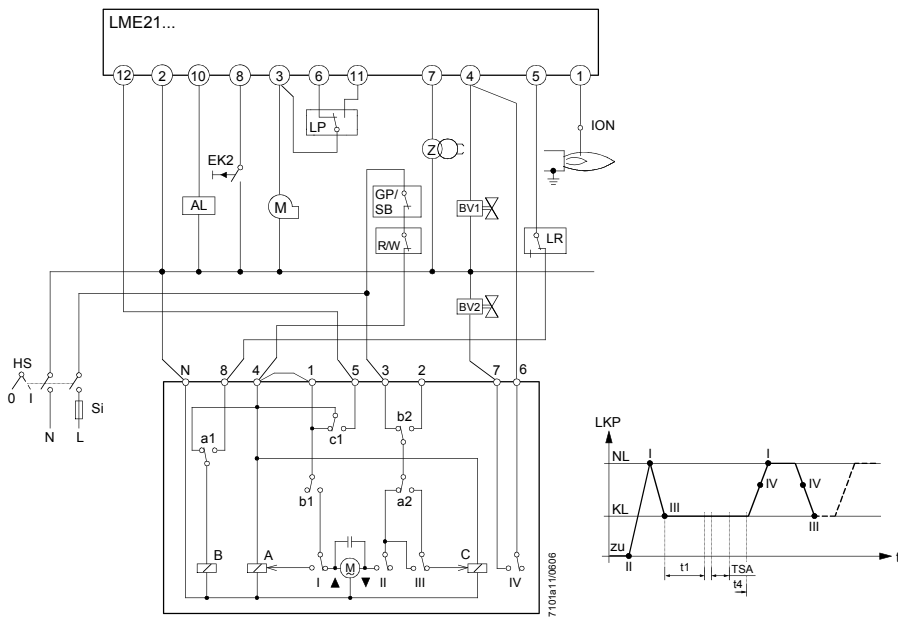 LME21...
12 2 10 8 3 6 11 7 4 5 1
LP
ION
EK2
Z
AL
M
GP/
SB
BV1
R/W
LR
BV2
HS
0 I
Si
N L
N 8 4 1 5 3 2 7 6
a1
c1
b2
b1
a2
B A C
I M II III IV
7101a11/0606
LKP
NL
I I
IV IV
KL
III III
zu
II
t
t1
TSA
t4